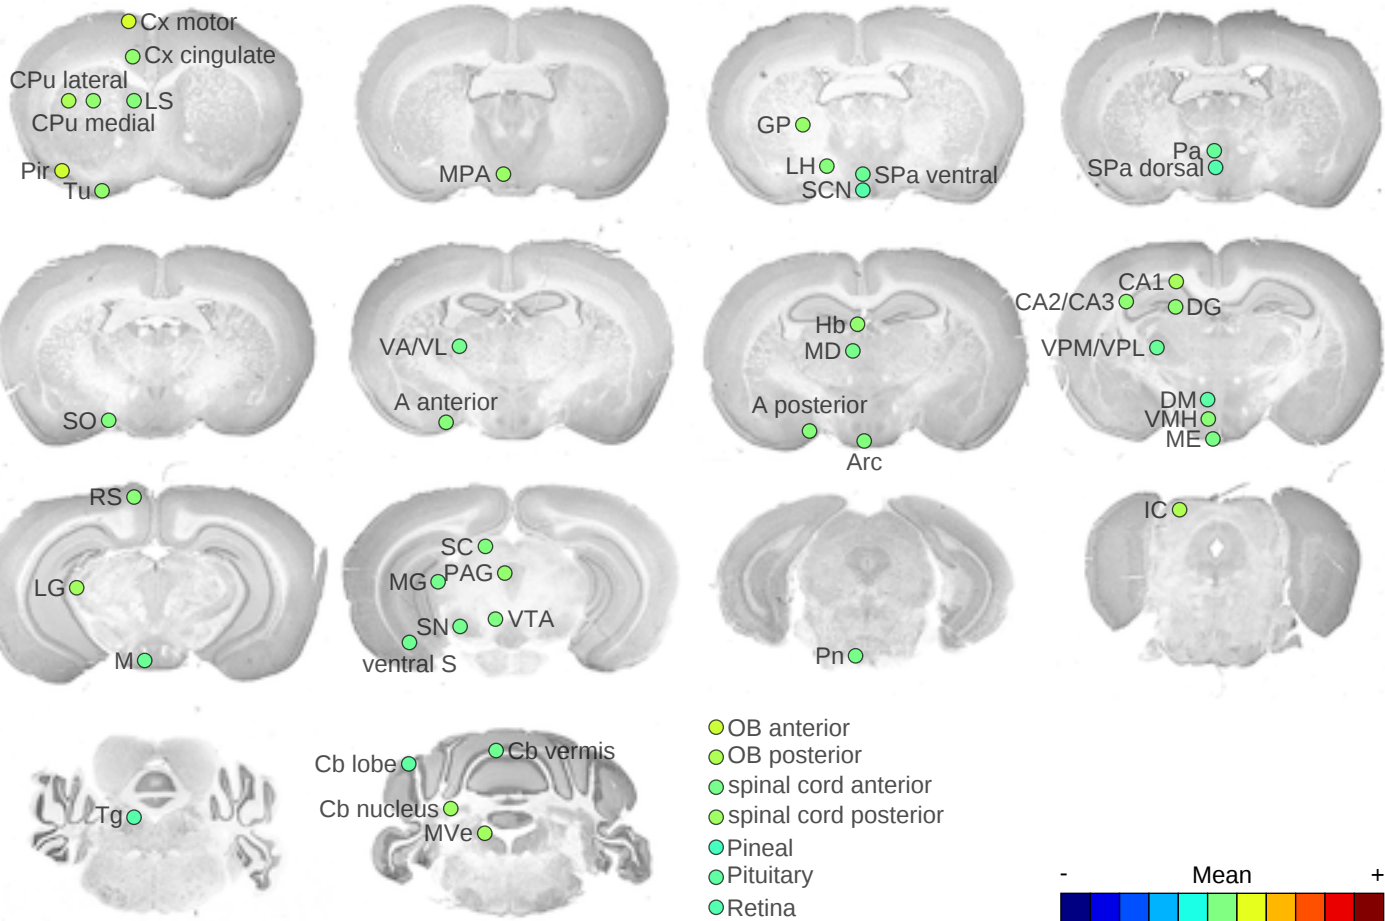 Cx motor
Cx cingulate
CPu lateral
LS
CPu medial
Pir
Tu
MPA
GP
LH
SPa ventral
SCN
Pa
SPa dorsal
SO
VA/VL
A anterior
Hb
MD
A posterior
Arc
CA1
CA2/CA3
DG
VPM/VPL
DM
VMH
ME
RS
LG
M
SC
PAG
MG
VTA
SN
ventral S
Pn
IC
Tg
Cb vermis
Cb lobe
Cb nucleus
MVe
OB anterior
OB posterior
spinal cord anterior
spinal cord posterior
Pineal
Pituitary
Retina
- Mean +